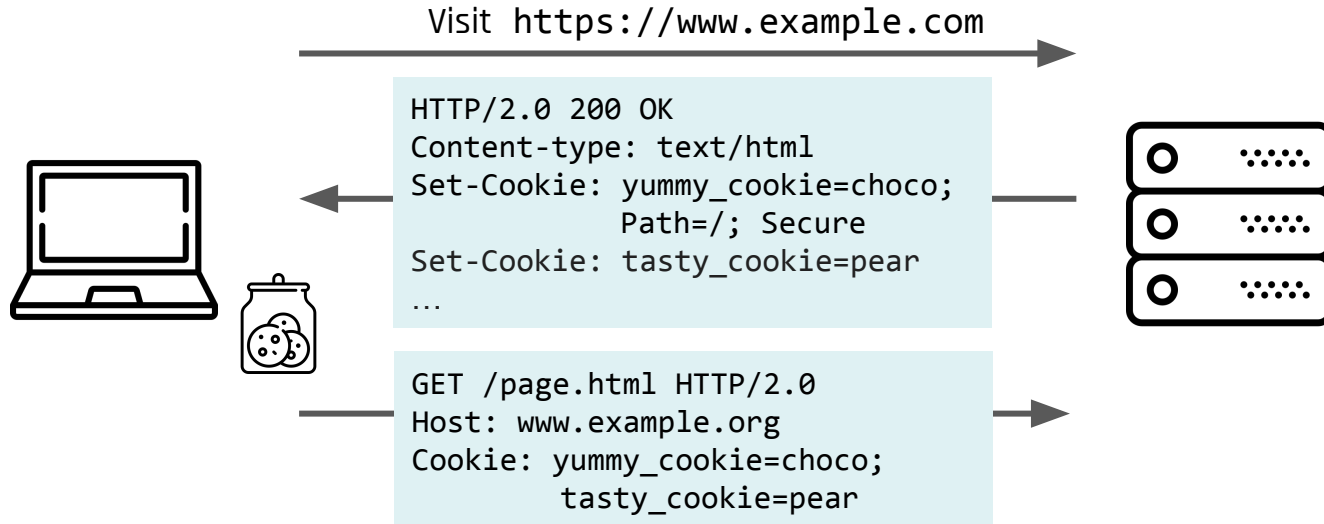 Visit https://www.example.com
HTTP/2.0 200 OK
Content-type: text/html
Set-Cookie: yummy_cookie=choco;
Path=/; Secure
Set-Cookie: tasty_cookie=pear
…
GET /page.html HTTP/2.0
Host: www.example.org
Cookie: yummy_cookie=choco;
tasty_cookie=pear